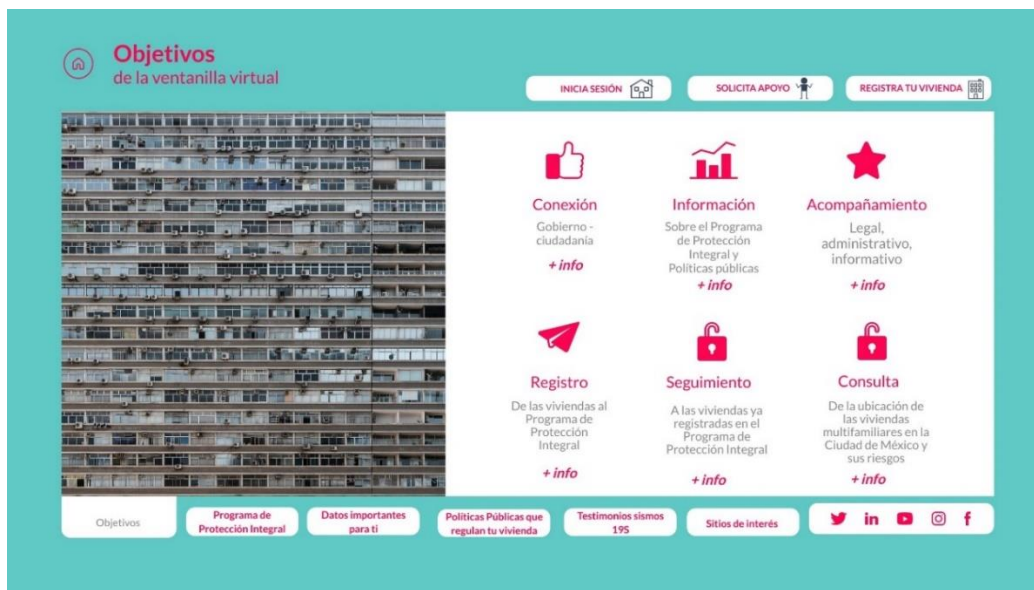 Objetivos
de la ventanilla virtual
INICIA SESIÓN
SOLICITA APOYO
REGISTRA TU VIVIENDA
Conexión
Gobierno -
ciudadanía
+ info
Información
Sobre el Programa
de Protección
Integral y
Políticas públicas
+ info
Acompañamiento
Legal,
administrativo,
informativo
+ info
Registro
De las viviendas al
Programa de
Protección
Integral
+ info
Seguimiento
A las viviendas ya
registradas en el
Programa de
Protección Integral
+ info
Consulta
De la ubicación de
las viviendas
multifamiliares en la
Ciudad de México y
sus riesgos
+ info
Objetivos
Programa de
Protección Integral
Datos importantes
para ti
Políticas Públicas que
regulan tu vivienda
Testimonios sismos
19S
Sitios de interés